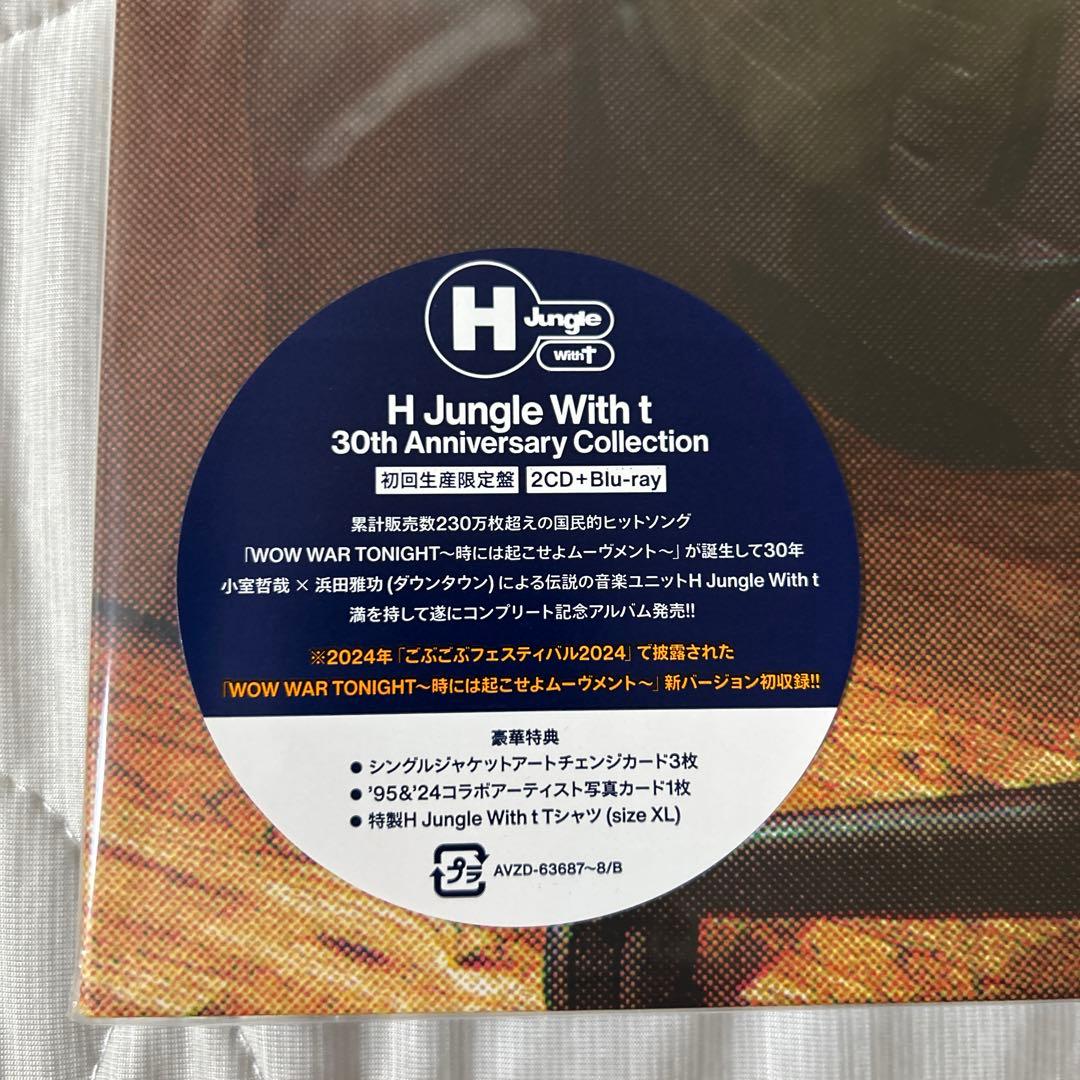 H Jungle With t
H Jungle With t
30th Anniversary Collection
初回生産限定盤 2CD+Blu-ray
累計販売数230万枚超えの国民的ヒットソング
「WOW WAR TONIGHT～時には起こせよムーヴメント～」が誕生して30年
小室哲哉 × 浜田雅功 (ダウンタウン) による伝説の音楽ユニットH Jungle With t
満を持して遂にコンプリート記念アルバム発売!!
※2024年「ごぶごぶフェスティバル2024」で披露された
「WOW WAR TONIGHT～時には起こせよムーヴメント～」新バージョン初収録!!
豪華特典
● シングルジャケットアートチェンジカード3枚
● '95&'24コラボアーティスト写真カード1枚
● 特製H Jungle With t Tシャツ (size XL)
プラ AVZD-63687～8/B